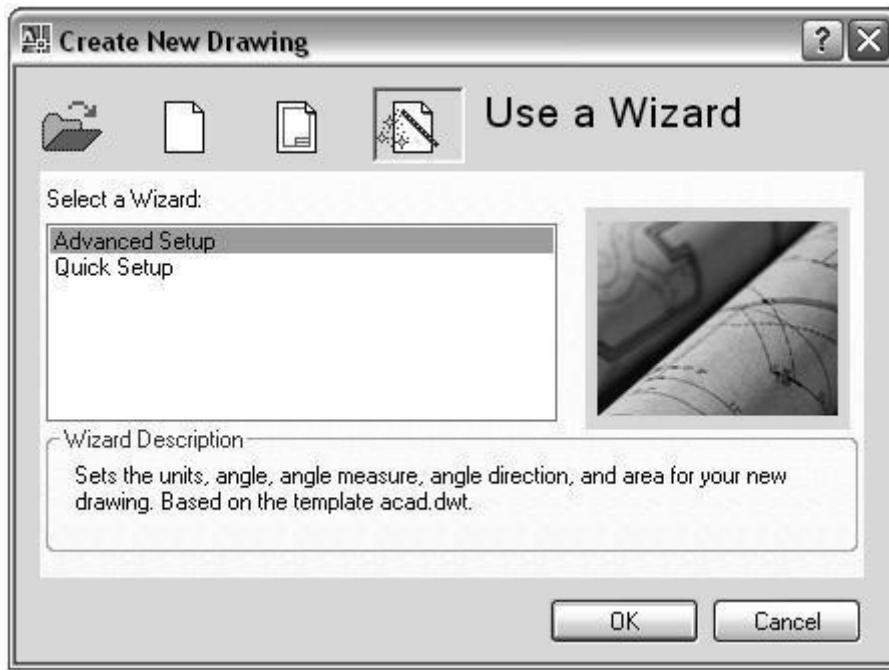 Create New Drawing
Use a Wizard
Select a Wizard:
Advanced Setup
Quick Setup
Wizard Description
Sets the units, angle, angle measure, angle direction, and area for your new
drawing. Based on the template acad.dwt.
OK
Cancel